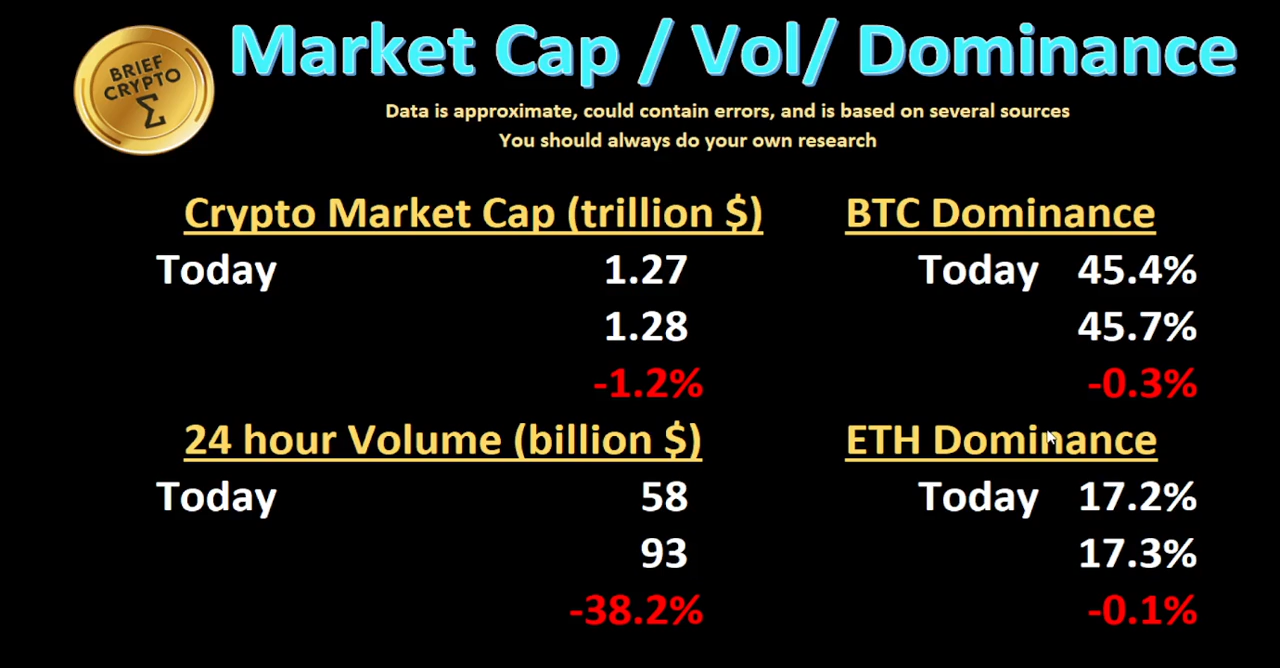 BRIEF
CRYPTO
Σ
Market Cap / Vol/ Dominance
Data is approximate, could contain errors, and is based on several sources
You should always do your own research
Crypto Market Cap (trillion $)
Today 1.27
1.28
-1.2%
BTC Dominance
Today 45.4%
45.7%
-0.3%
24 hour Volume (billion $)
Today 58
93
-38.2%
ETH Dominance
Today 17.2%
17.3%
-0.1%